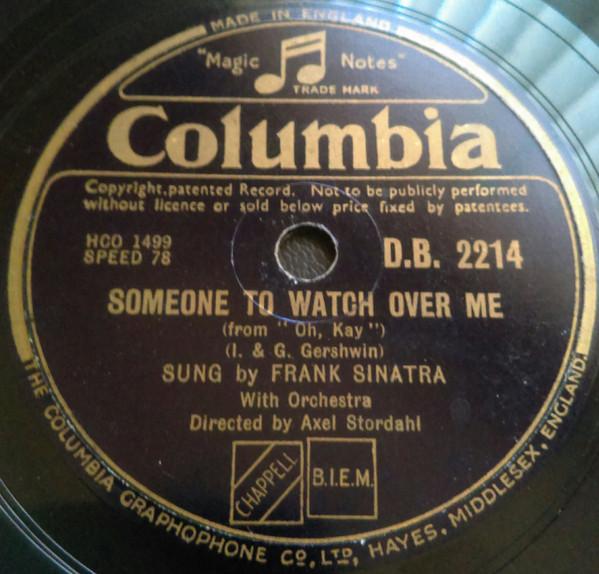 MADE IN ENGLAND
"Magic Notes"
TRADE MARK
Columbia
Copyright,patented Record. Not to be publicly performed
without licence or sold below price fixed by patentees.
HCO 1499
SPEED 78
D.B. 2214
SOMEONE TO WATCH OVER ME
(from "Oh, Kay")
(I. & G. Gershwin)
SUNG by FRANK SINATRA
With Orchestra
Directed by Axel Stordahl
CHAPPELL
B.I.E.M.
THE COLUMBIA GRAPHOPHONE CO., LTD, HAYES, MIDDLESEX, ENGLAND.